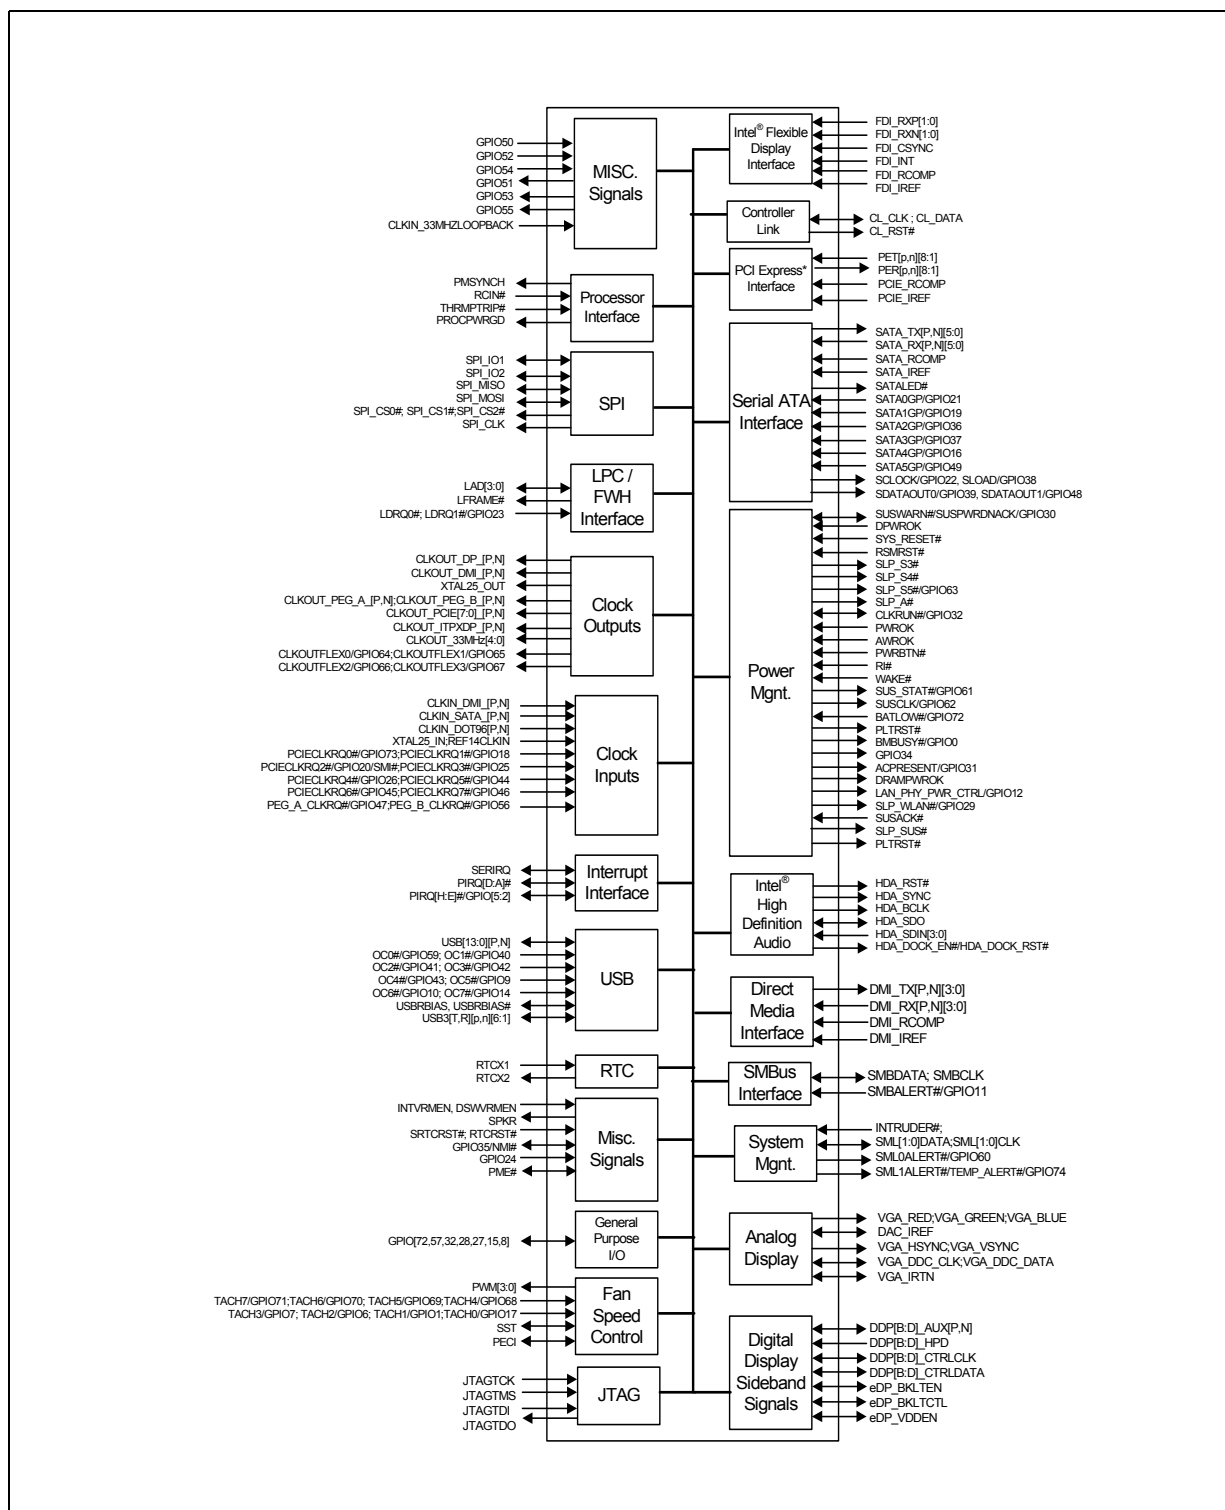 GPIO50
GPIO52
GPIO54
GPIO51
GPIO53
GPIO55
CLKIN_33MHZLOOPBACK
MISC.
Signals
PMSYNCH
RCIN#
THRMPTRIP#
PROCPWRGD
Processor
Interface
SPI_IO1
SPI_IO2
SPI_MISO
SPI_MOSI
SPI_CS0#; SPI_CS1#;SPI_CS2#
SPI_CLK
SPI
LAD[3:0]
LFRAME#
LDRQ0#; LDRQ1#/GPIO23
LPC /
FWH
Interface
CLKOUT_DP_[P,N]
CLKOUT_DMI_[P,N]
XTAL25_OUT
CLKOUT_PEG_A_[P,N];CLKOUT_PEG_B_[P,N]
CLKOUT_PCIE[7:0]_[P,N]
CLKOUT_ITPXDP_[P,N]
CLKOUT_33MHz[4:0]
CLKOUTFLEX0/GPIO64;CLKOUTFLEX1/GPIO65
CLKOUTFLEX2/GPIO66;CLKOUTFLEX3/GPIO67
Clock
Outputs
CLKIN_DMI_[P,N]
CLKIN_SATA_[P,N]
CLKIN_DOT96[P,N]
XTAL25_IN;REF14CLKIN
PCIECLKRQ0#/GPIO73;PCIECLKRQ1#/GPIO18
PCIECLKRQ2#/GPIO20/SMI#;PCIECLKRQ3#/GPIO25
PCIECLKRQ4#/GPIO26;PCIECLKRQ5#/GPIO44
PCIECLKRQ6#/GPIO45;PCIECLKRQ7#/GPIO46
PEG_A_CLKRQ#/GPIO47;PEG_B_CLKRQ#/GPIO56
Clock
Inputs
SERIRQ
PIRQ[D:A]#
PIRQ[H:E]#/GPIO[5:2]
Interrupt
Interface
USB[13:0][P,N]
OC0#/GPIO59; OC1#/GPIO40
OC2#/GPIO41; OC3#/GPIO42
OC4#/GPIO43; OC5#/GPIO9
OC6#/GPIO10; OC7#/GPIO14
USBRBIAS, USBRBIAS#
USB3[T,R][p,n][6:1]
USB
RTCX1
RTCX2
RTC
INTVRMEN, DSWVRMEN
SPKR
SRTCRST#; RTCRST#
GPIO35/NMI#
GPIO24
PME#
Misc.
Signals
GPIO[72,57,32,28,27,15,8]
General
Purpose
I/O
PWM[3:0]
TACH7/GPIO71;TACH6/GPIO70; TACH5/GPIO69;TACH4/GPIO68
TACH3/GPIO7; TACH2/GPIO6; TACH1/GPIO1;TACH0/GPIO17
SST
PECI
Fan
Speed
Control
JTAGTCK
JTAGTMS
JTAGTDI
JTAGTDO
JTAG
Intel® Flexible
Display
Interface
FDI_RXP[1:0]
FDI_RXN[1:0]
FDI_CSYNC
FDI_INT
FDI_RCOMP
FDI_IREF
Controller
Link
CL_CLK ; CL_DATA
CL_RST#
PCI Express*
Interface
PET[p,n][8:1]
PER[p,n][8:1]
PCIE_RCOMP
PCIE_IREF
Serial ATA
Interface
SATA_TX[P,N][5:0]
SATA_RX[P,N][5:0]
SATA_RCOMP
SATA_IREF
SATALED#
SATA0GP/GPIO21
SATA1GP/GPIO19
SATA2GP/GPIO36
SATA3GP/GPIO37
SATA4GP/GPIO16
SATA5GP/GPIO49
SCLOCK/GPIO22, SLOAD/GPIO38
SDATAOUT0/GPIO39, SDATAOUT1/GPIO48
Power
Mgnt.
SUSWARN#/SUSPWRDNACK/GPIO30
DPWROK
SYS_RESET#
RSMRST#
SLP_S3#
SLP_S4#
SLP_S5#/GPIO63
SLP_A#
CLKRUN#/GPIO32
PWROK
AWROK
PWRBTN#
RI#
WAKE#
SUS_STAT#/GPIO61
SUSCLK/GPIO62
BATLOW#/GPIO72
PLTRST#
BMBUSY#/GPIO0
GPIO34
ACPRESENT/GPIO31
DRAMPWROK
LAN_PHY_PWR_CTRL/GPIO12
SLP_WLAN#/GPIO29
SUSACK#
SLP_SUS#
PLTRST#
Intel®
High
Definition
Audio
HDA_RST#
HDA_SYNC
HDA_BCLK
HDA_SDO
HDA_SDIN[3:0]
HDA_DOCK_EN#/HDA_DOCK_RST#
Direct
Media
Interface
DMI_TX[P,N][3:0]
DMI_RX[P,N][3:0]
DMI_RCOMP
DMI_IREF
SMBus
Interface
SMBDATA; SMBCLK
SMBALERT#/GPIO11
System
Mgnt.
INTRUDER#;
SML[1:0]DATA;SML[1:0]CLK
SML0ALERT#/GPIO60
SML1ALERT#/TEMP_ALERT#/GPIO74
Analog
Display
VGA_RED;VGA_GREEN;VGA_BLUE
DAC_IREF
VGA_HSYNC;VGA_VSYNC
VGA_DDC_CLK;VGA_DDC_DATA
VGA_IRTN
Digital
Display
Sideband
Signals
DDP[B:D]_AUX[P,N]
DDP[B:D]_HPD
DDP[B:D]_CTRLCLK
DDP[B:D]_CTRLDATA
eDP_BKLTEN
eDP_BKLTCTL
eDP_VDDEN